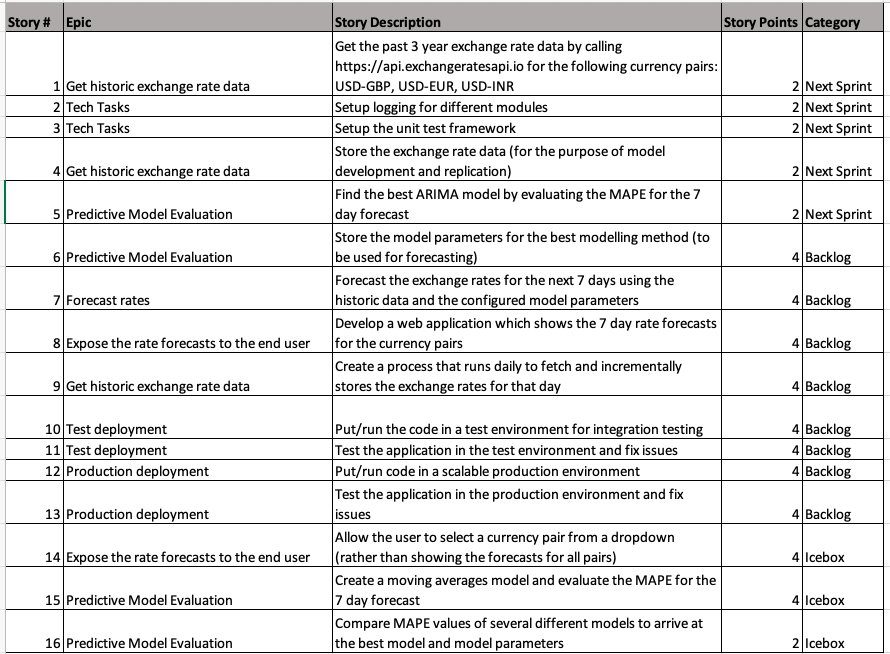 Story # Epic Story Description Story Points Category
Get the past 3 year exchange rate data by calling
https://api.exchangeratesapi.io for the following currency pairs:
1 Get historic exchange rate data USD-GBP, USD-EUR, USD-INR 2 Next Sprint
2 Tech Tasks Setup logging for different modules 2 Next Sprint
3 Tech Tasks Setup the unit test framework 2 Next Sprint
Store the exchange rate data (for the purpose of model
4 Get historic exchange rate data development and replication) 2 Next Sprint
Find the best ARIMA model by evaluating the MAPE for the 7
5 Predictive Model Evaluation day forecast 2 Next Sprint
Store the model parameters for the best modelling method (to
6 Predictive Model Evaluation be used for forecasting) 4 Backlog
Forecast the exchange rates for the next 7 days using the
7 Forecast rates historic data and the configured model parameters 4 Backlog
Develop a web application which shows the 7 day rate forecasts
8 Expose the rate forecasts to the end user for the currency pairs 4 Backlog
Create a process that runs daily to fetch and incrementally
9 Get historic exchange rate data stores the exchange rates for that day 4 Backlog
10 Test deployment Put/run the code in a test environment for integration testing 4 Backlog
11 Test deployment Test the application in the test environment and fix issues 4 Backlog
12 Production deployment Put/run code in a scalable production environment 4 Backlog
Test the application in the production environment and fix
13 Production deployment issues 4 Backlog
Allow the user to select a currency pair from a dropdown
14 Expose the rate forecasts to the end user (rather than showing the forecasts for all pairs) 4 Icebox
Create a moving averages model and evaluate the MAPE for the
15 Predictive Model Evaluation 7 day forecast 4 Icebox
Compare MAPE values of several different models to arrive at
16 Predictive Model Evaluation the best model and model parameters 2 Icebox